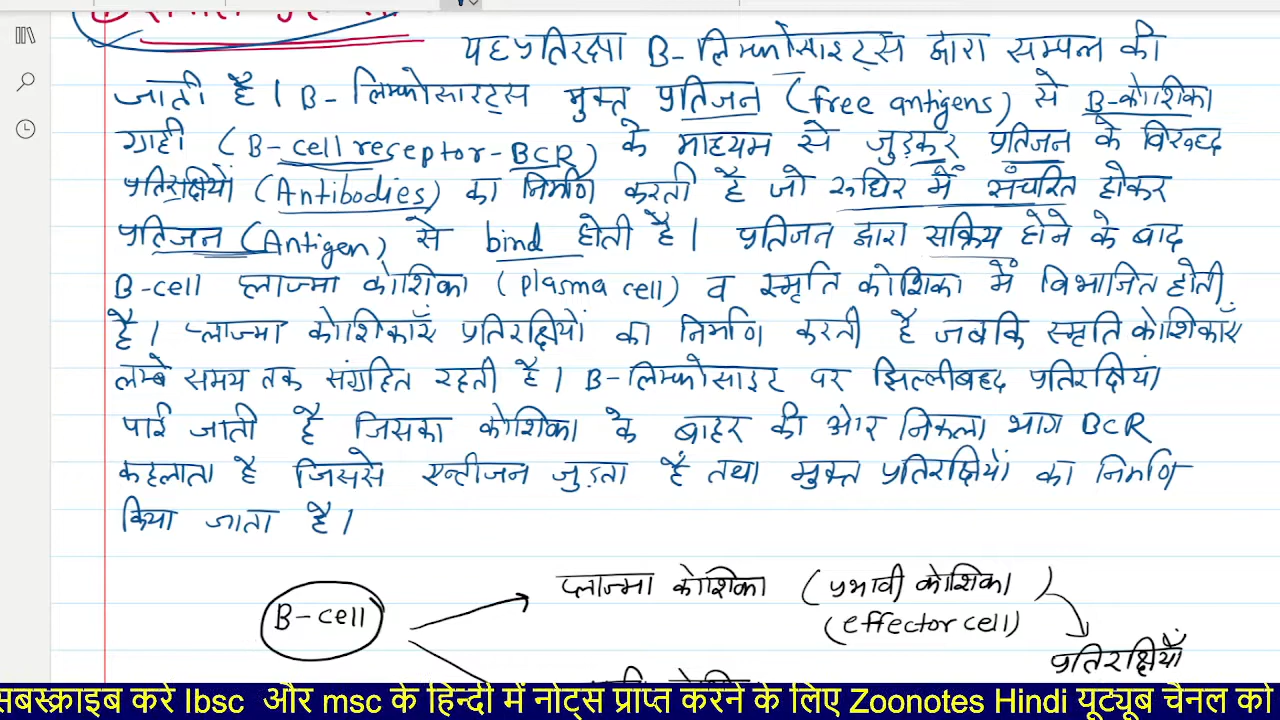 यह प्रतिरक्षा B-लिम्फोसाइट्स द्वारा सम्पन्न की
जाती है। B-लिम्फोसाइट्स मुक्त प्रतिजन (free antigens) से B-कोशिका
ग्राही (B-cell receptor-BCR) के माध्यम से जुड़कर प्रतिजन के विरूद्ध
प्रतिरक्षियों (Antibodies) का निर्माण करती है जो रुधिर में संचरित होकर
प्रतिजन (Antigen) से bind होती है। प्रतिजन द्वारा सक्रिय होने के बाद
B-cell प्लाज्मा कोशिका (plasma cell) व स्मृति कोशिका में विभाजित होती
है। प्लाज्मा कोशिकाएँ प्रतिरक्षियों का निर्माण करती है जबकि स्मृति कोशिकाएँ
लम्बे समय तक संग्रहित रहती है। B-लिम्फोसाइट पर झिल्लीबद्ध प्रतिरक्षियां
पाई जाती है जिसका कोशिका के बाहर की ओर निकला भाग BCR
कहलाता है जिससे एन्टीजन जुड़ता है तथा मुक्त प्रतिरक्षियों का निर्माण
किया जाता है।
प्लाज्मा कोशिका (प्रभावी कोशिका)
B-cell
(effector cell)
प्रतिरक्षियाँ
सबस्क्राइब करे Ibsc और msc के हिन्दी में नोट्स प्राप्त करने के लिए Zoonotes Hindi यूट्यूब चैनल को